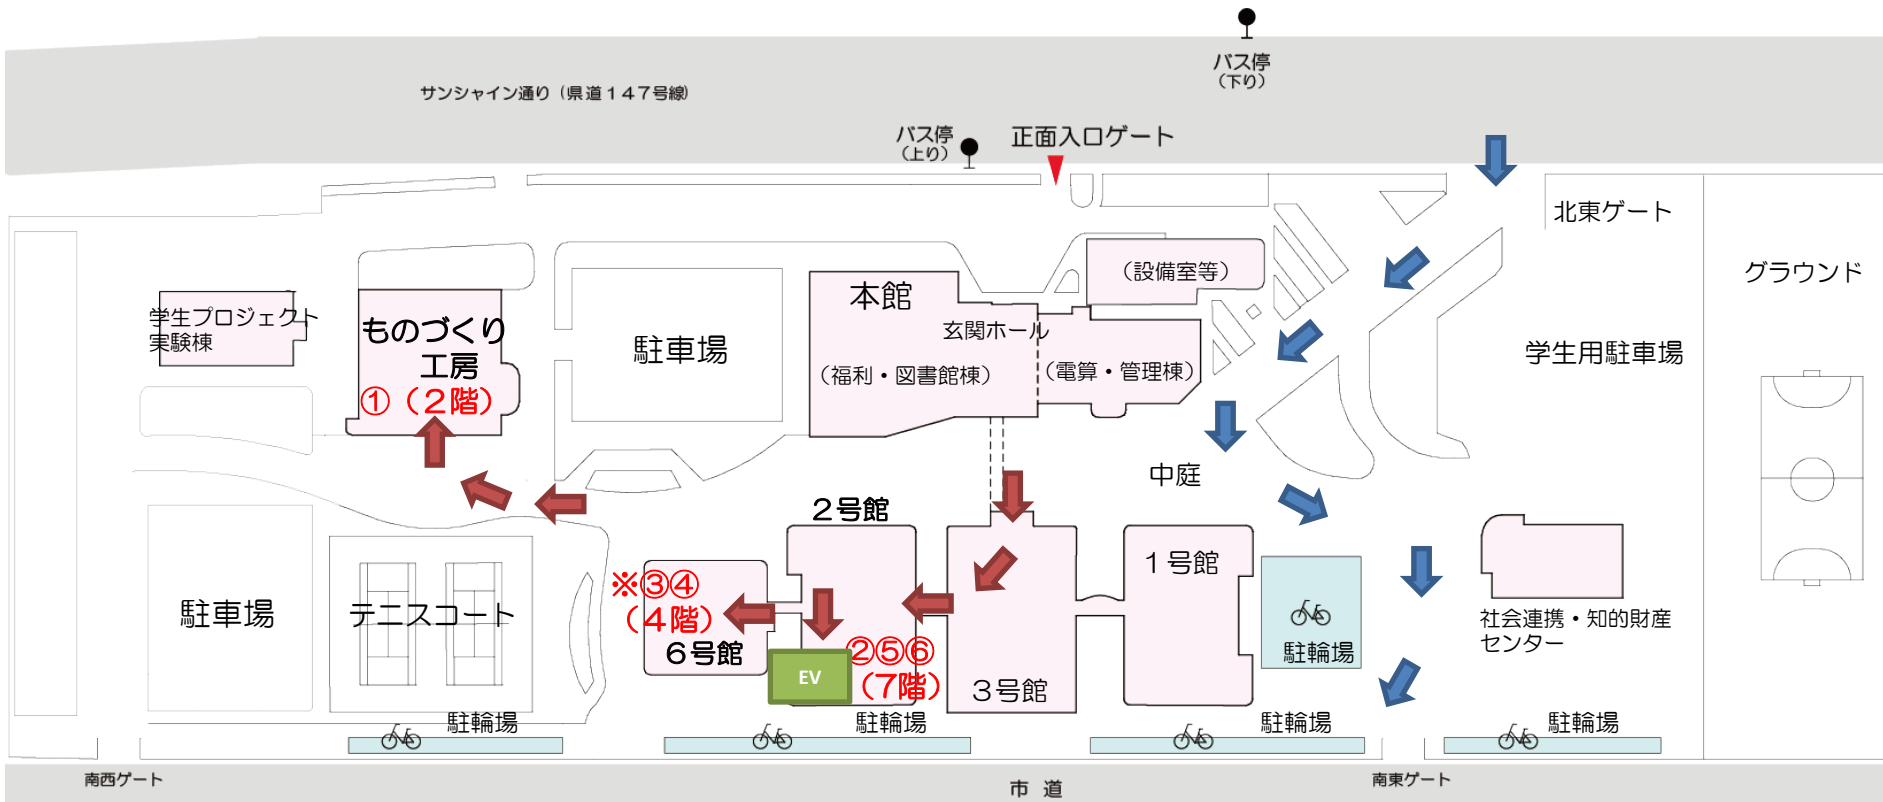 バス停
（下り）
サンシャイン通り（県道１４７号線）
バス停
（上り）
正面入口ゲート
北東ゲート
グラウンド
（設備室等）
本館
玄関ホール
（福利・図書館棟）
（電算・管理棟）
学生プロジェクト
実験棟
ものづくり
工房
①（２階）
駐車場
学生用駐車場
中庭
２号館
１号館
３号館
※③④
（４階）
６号館
EV
②⑤⑥
（７階）
駐車場
テニスコート
駐輪場
社会連携・知的財産
センター
駐輪場
駐輪場
駐輪場
駐輪場
南西ゲート
市 道
南東ゲート